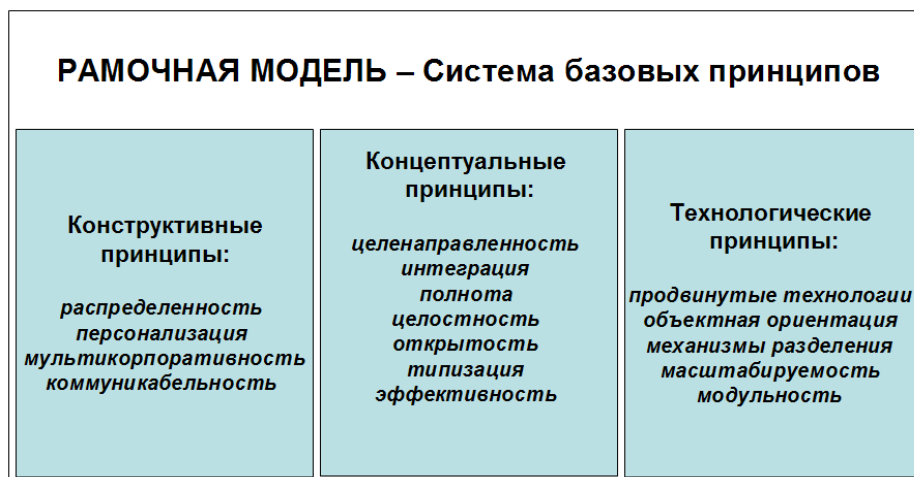 РАМОЧНАЯ МОДЕЛЬ – Система базовых принципов
Конструктивные
принципы:
распределенность
персонализация
мультикорпоративность
коммуникабельность
Концептуальные
принципы:
целенаправленность
интеграция
полнота
целостность
открытость
типизация
эффективность
Технологические
принципы:
продвинутые технологии
объектная ориентация
механизмы разделения
масштабируемость
модульность